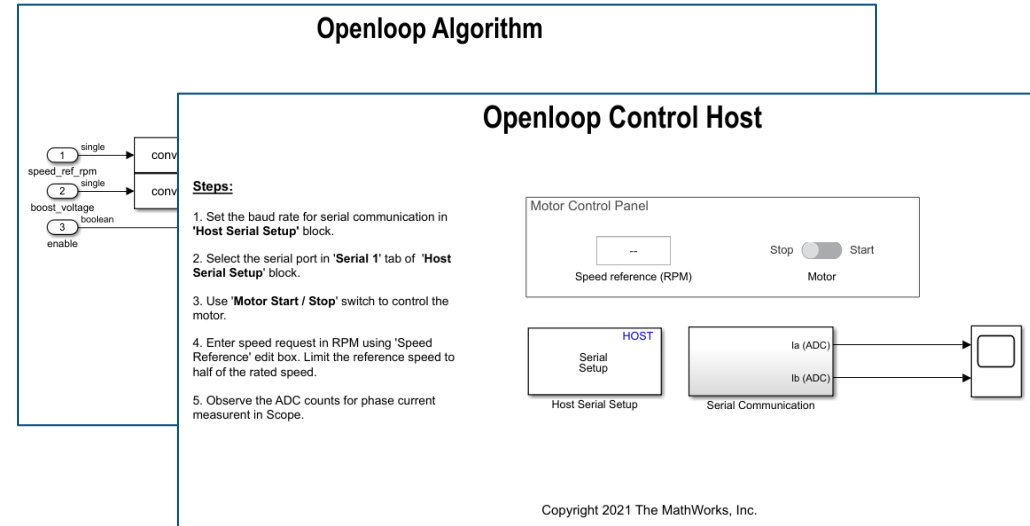 Openloop Algorithm
1
single
speed_ref_rpm
conv
2
single
boost_voltage
conv
3
boolean
enable
Openloop Control Host
Steps:
1. Set the baud rate for serial communication in
'Host Serial Setup' block.
2. Select the serial port in 'Serial 1' tab of 'Host
Serial Setup' block.
3. Use 'Motor Start / Stop' switch to control the
motor.
4. Enter speed request in RPM using 'Speed
Reference' edit box. Limit the reference speed to
half of the rated speed.
5. Observe the ADC counts for phase current
measurent in Scope.
Motor Control Panel
--
Speed reference (RPM)
Stop
Start
Motor
HOST
Serial
Setup
Host Serial Setup
Ia (ADC)
Ib (ADC)
Serial Communication
Copyright 2021 The MathWorks, Inc.